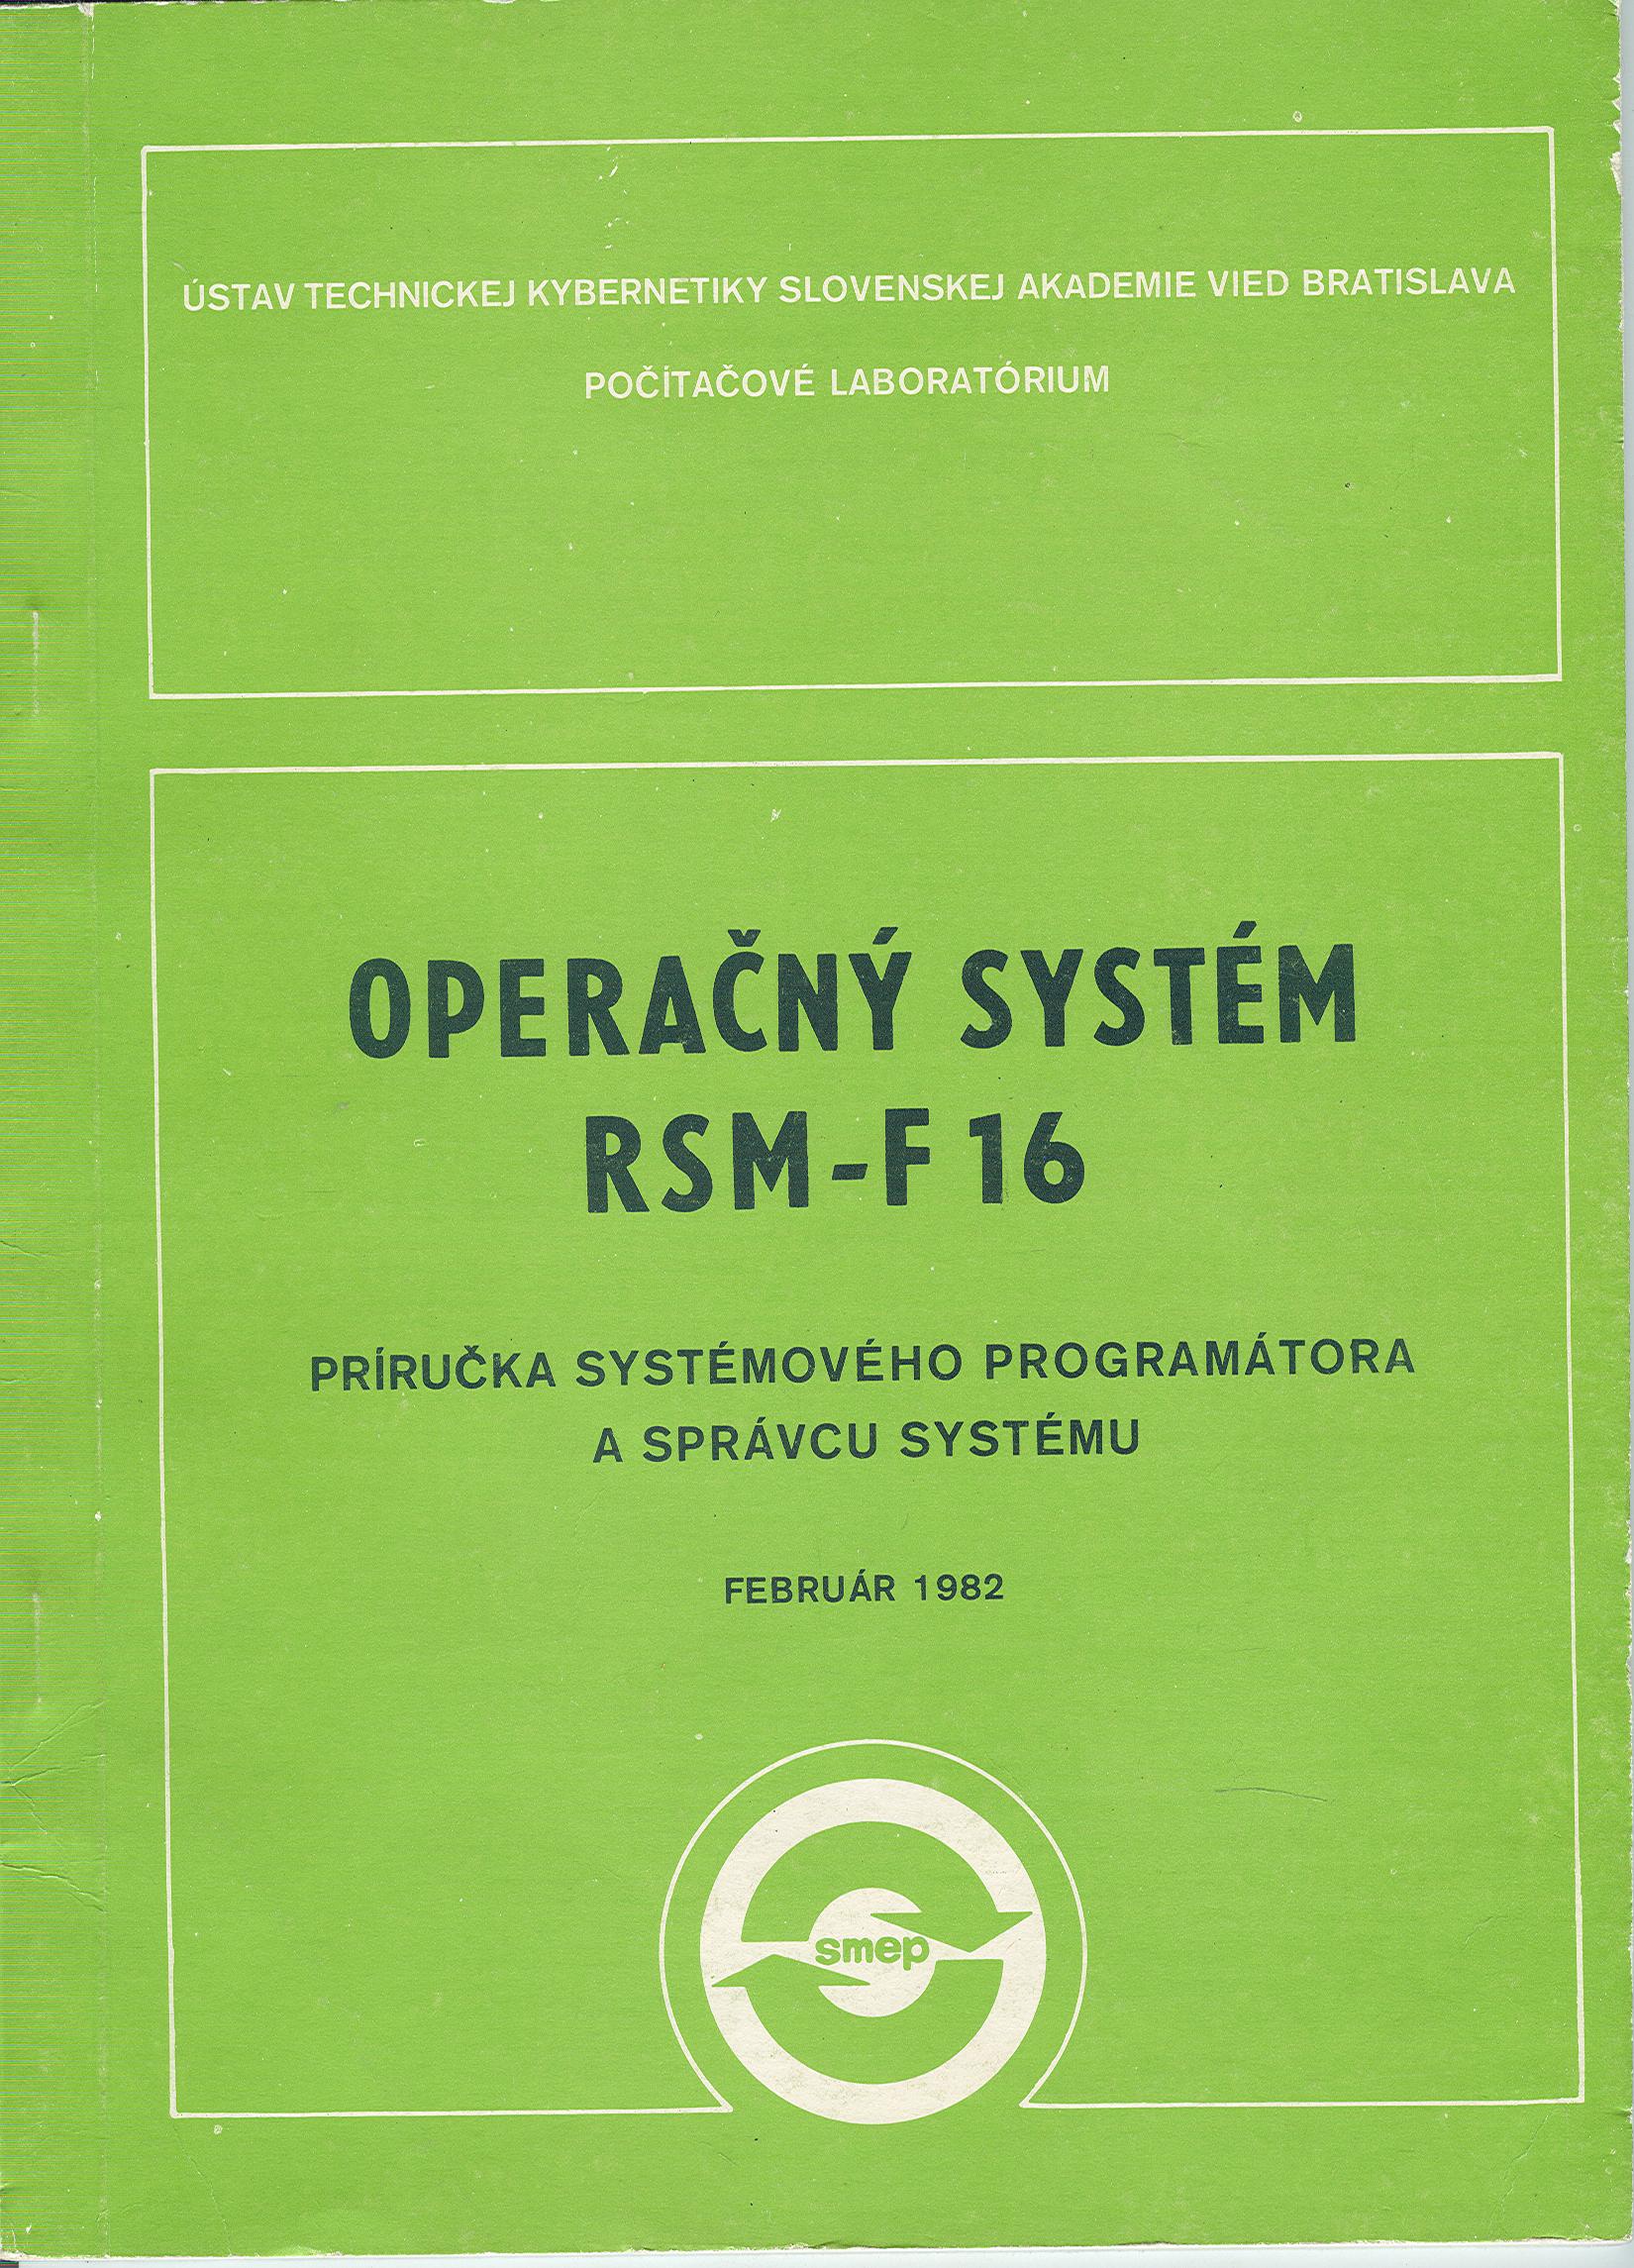 ÚSTAV TECHNICKEJ KYBERNETIKY SLOVENSKEJ AKADEMIE VIED BRATISLAVA
POČÍTAČOVÉ LABORATÓRIUM
OPERAČNÝ SYSTÉM
RSM-F 16
PRÍRUČKA SYSTÉMOVÉHO PROGRAMÁTORA
A SPRÁVCU SYSTÉMU
FEBRUÁR 1982
smep